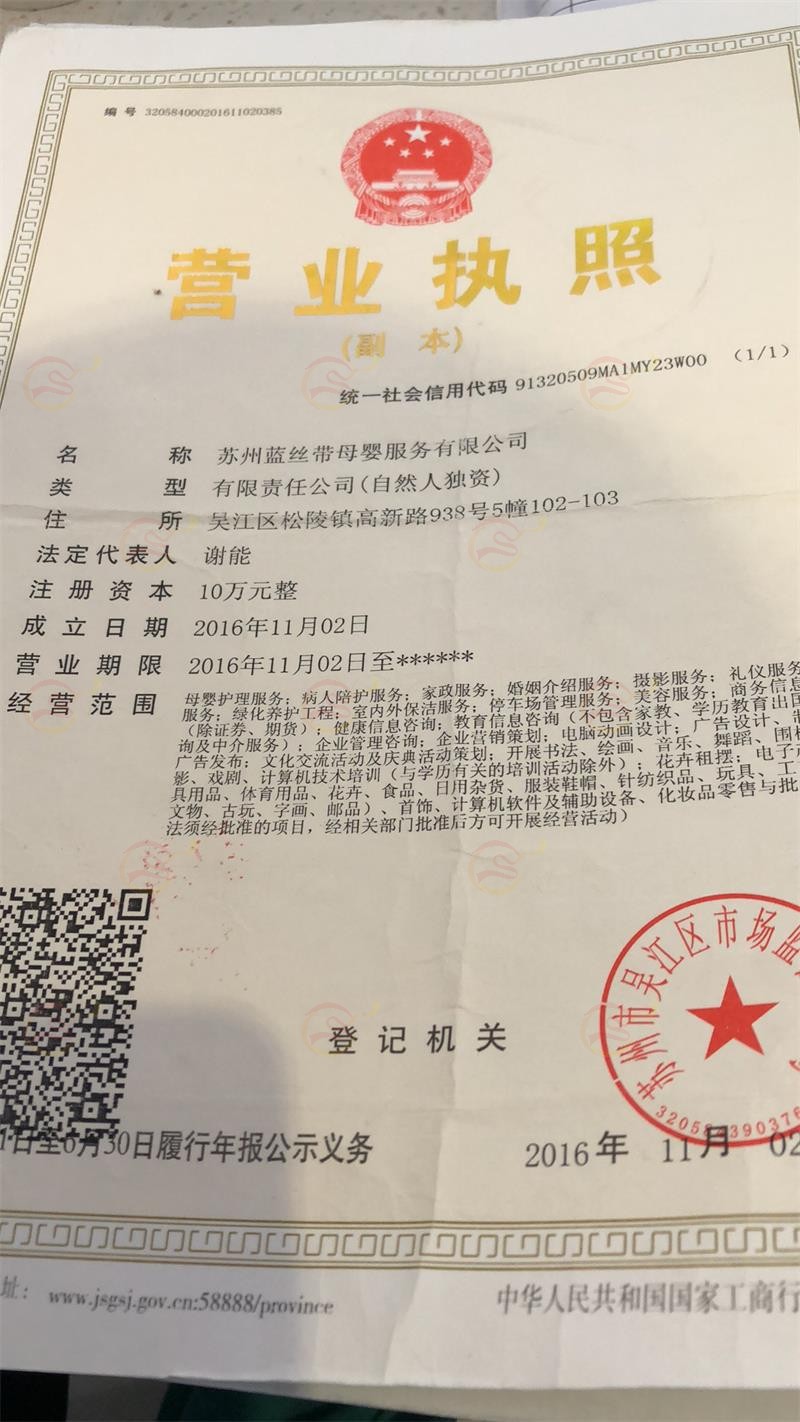 编号 320584000201611020385
营业执照
(副本)
统一社会信用代码 91320509MA1MY23W00 (1/1)
名称 苏州蓝丝带母婴服务有限公司
类型 有限责任公司(自然人独资)
住所 吴江区松陵镇高新路938号5幢102-103
法定代表人 谢能
注册资本 10万元整
成立日期 2016年11月02日
营业期限 2016年11月02日至******
经营范围 母婴护理服务;病人陪护服务;家政服务;婚姻介绍服务;摄影服务;礼仪服务
服务;绿化养护工程;室内外保洁服务;停车场管理服务;美容服务;商务信息
(除证券、期货);健康信息咨询;教育信息咨询(不包含家教、学历教育出国
询及中介服务);企业管理咨询;企业营销策划;电脑动画设计;广告设计、制
广告发布;文化交流活动及庆典活动策划;开展书法、绘画、音乐、舞蹈、围棋
影、戏剧、计算机技术培训(与学历有关的培训活动除外);花卉租摆;电子
具用品、体育用品、花卉、食品、日用杂货、服装鞋帽、针纺织品、玩具、工
文物、古玩、字画、邮品)、首饰、计算机软件及辅助设备、化妆品零售与批
法须经批准的项目,经相关部门批准后方可开展经营活动)
苏州市吴江区市场监
登记机关
1日至6月30日履行年报公示义务
2016年 11月 02
址: www.jsgsj.gov.cn:58888/province
中华人民共和国国家工商行